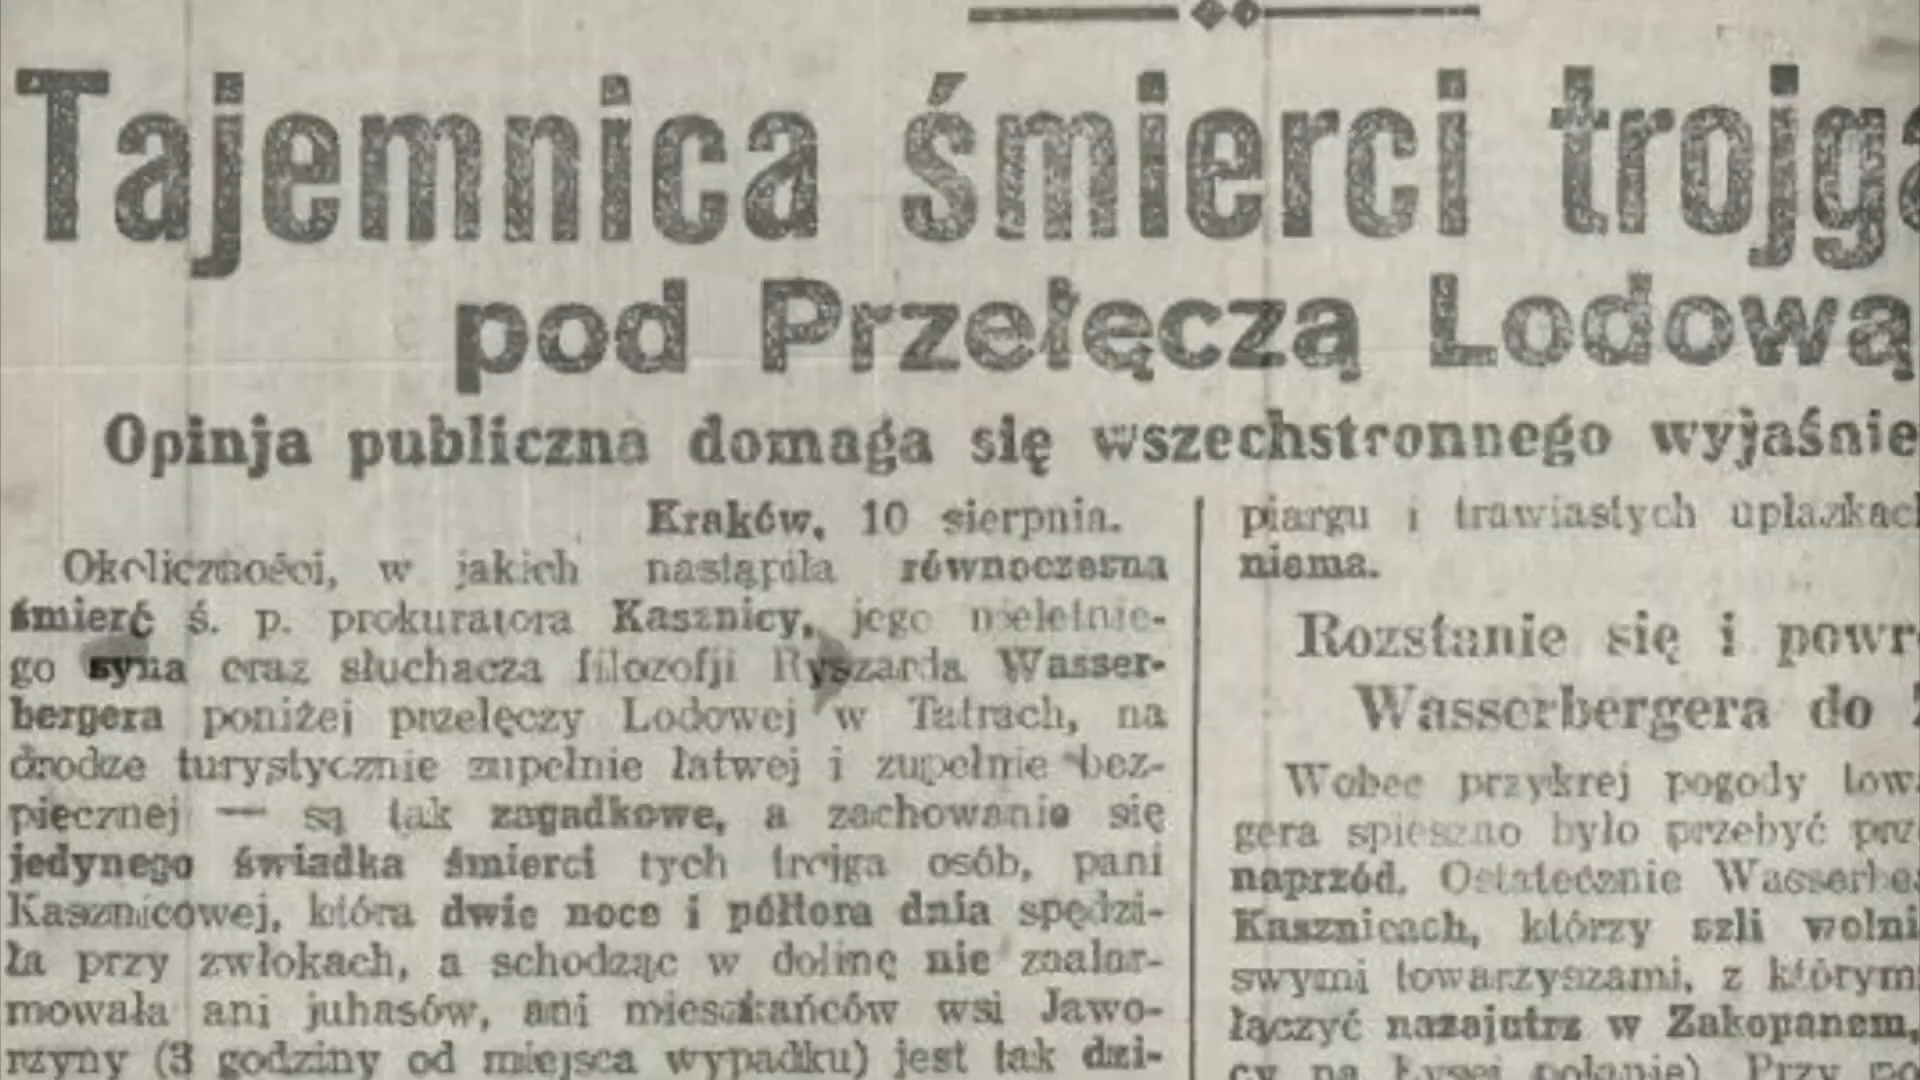 Tajemnica śmierci trojga
pod Przełęczą Lodową
Opinja publiczna domaga się wszechstronnego wyjaśnie
Kraków, 10 sierpnia.
Okoliczności, w jakich nastąpiła równoczesna
śmierć ś. p. prokuratora Kasznicy, jego nieletnie-
go syna oraz słuchacza filozofji Ryszarda Wasser-
bergera poniżej przełęczy Lodowej w Tatrach, na
drodze turystycznie zupełnie łatwej i zupełnie bez-
piecznej — są tak zagadkowe, a zachowanie się
jedynego świadka śmierci tych trojga osób, pani
Kasznicowej, która dwie noce i półtora dnia spędzi-
ła przy zwłokach, a schodząc w dolinę nie zaalar-
mowała ani juhasów, ani mieszkańców wsi Jawo-
rzyny (3 godziny od miejsca wypadku) jest tak dzi-
piargu i trawiastych upłazkach
niema.
Rozstanie się i powr
Wasserbergera do
Wobec przykrej pogody tow
gera spieszno było przebyć prz
naprzód. Ostatecznie Wasserbe
Kasznicach, którzy szli wolni
swymi towarzyszami, z którym
łączyć nazajutrz w Zakopanem,
cy na Łysej polanie). Przy po